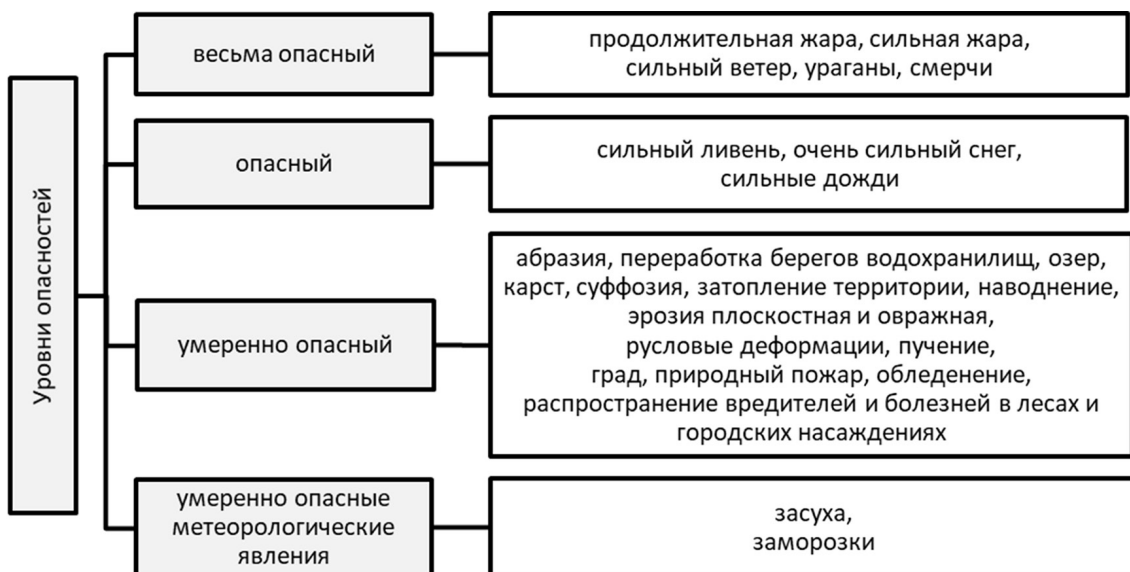 Уровни опасностей
весьма опасный
продолжительная жара, сильная жара,
сильный ветер, ураганы, смерчи
опасный
сильный ливень, очень сильный снег,
сильные дожди
умеренно опасный
абразия, переработка берегов водохранилищ, озер,
карст, суффозия, затопление территории, наводнение,
эрозия плоскостная и овражная,
русловые деформации, пучение,
град, природный пожар, обледенение,
распространение вредителей и болезней в лесах и
городских насаждениях
умеренно опасные
метеорологические
явления
засуха,
заморозки